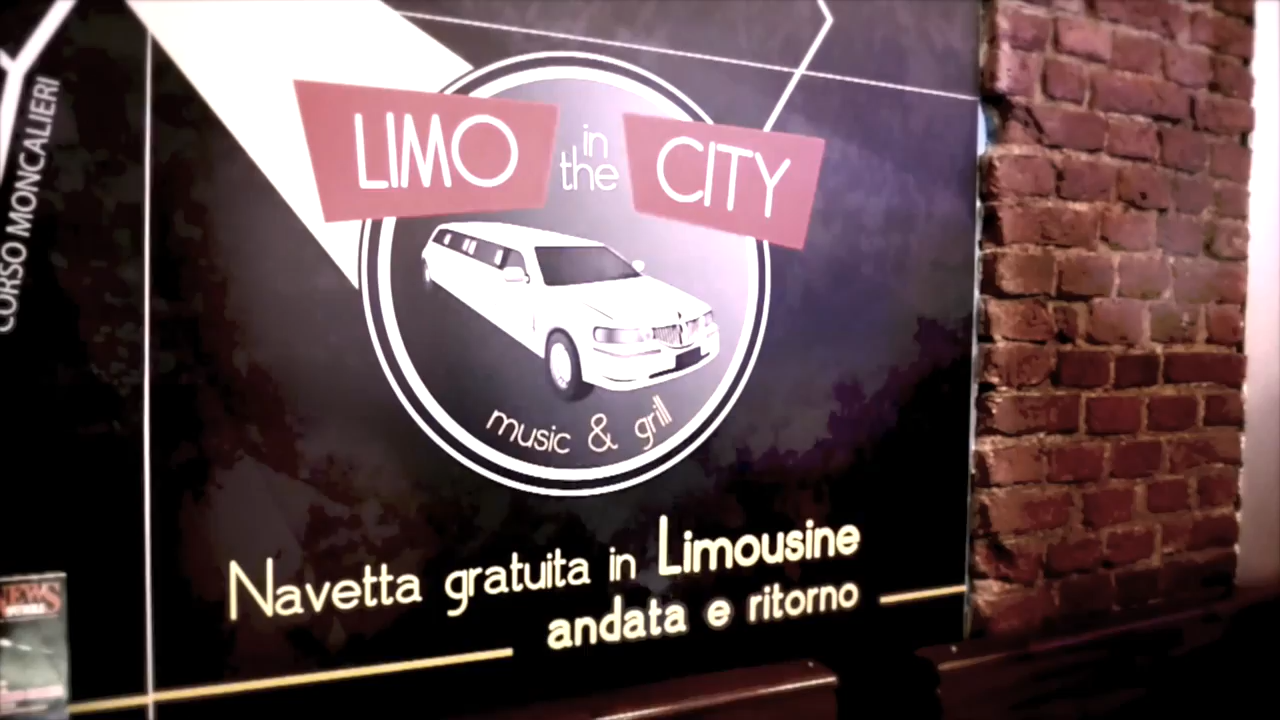 CORSO MONCALIERI
LIMO in the CITY
music & grill
Navetta gratuita in Limousine
andata e ritorno
NEWS